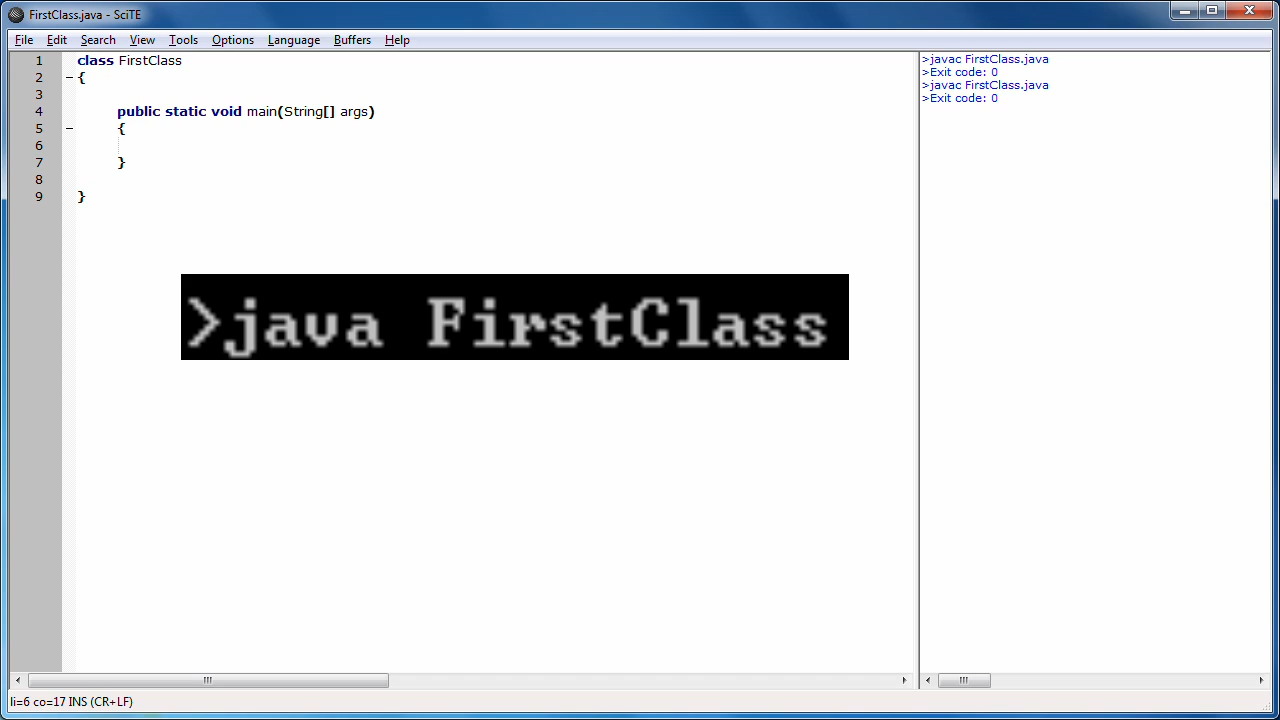 FirstClass.java - SciTE
File Edit Search View Tools Options Language Buffers Help
1 class FirstClass
2 {
3
4 public static void main(String[] args)
5 {
6
7 }
8
9 }
>javac FirstClass.java
>Exit code: 0
>javac FirstClass.java
>Exit code: 0
>java FirstClass
li=6 co=17 INS (CR+LF)